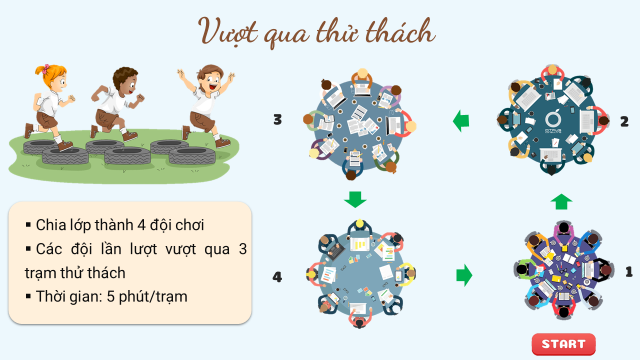 Vượt qua thử thách
3
2
▪ Chia lớp thành 4 đội chơi
▪ Các đội lần lượt vượt qua 3
trạm thử thách
▪ Thời gian: 5 phút/trạm
4
1
START